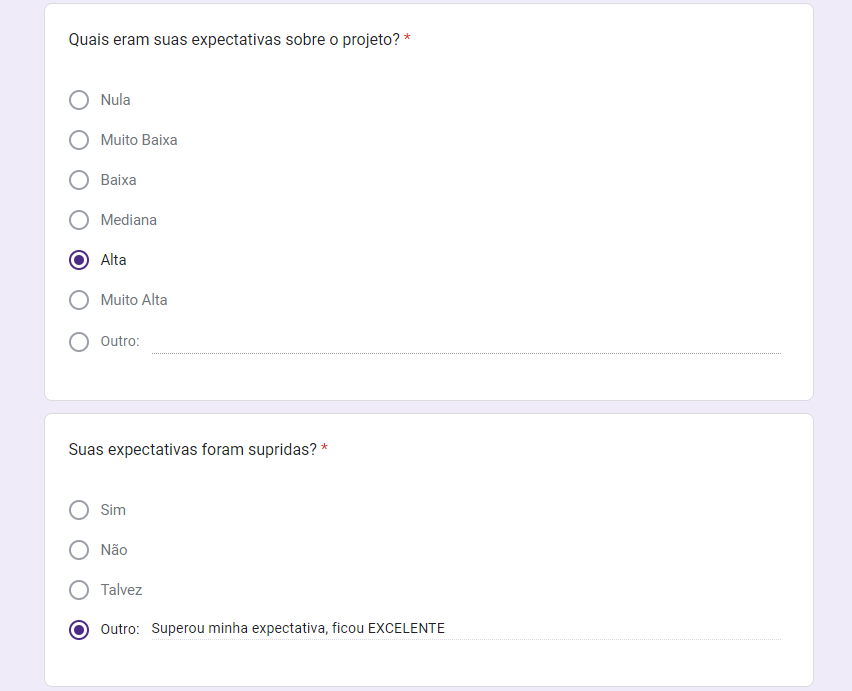 Quais eram suas expectativas sobre o projeto? *
Nula
Muito Baixa
Baixa
Mediana
Alta
Muito Alta
Outro:
Suas expectativas foram supridas? *
Sim
Não
Talvez
Outro: Superou minha expectativa, ficou EXCELENTE